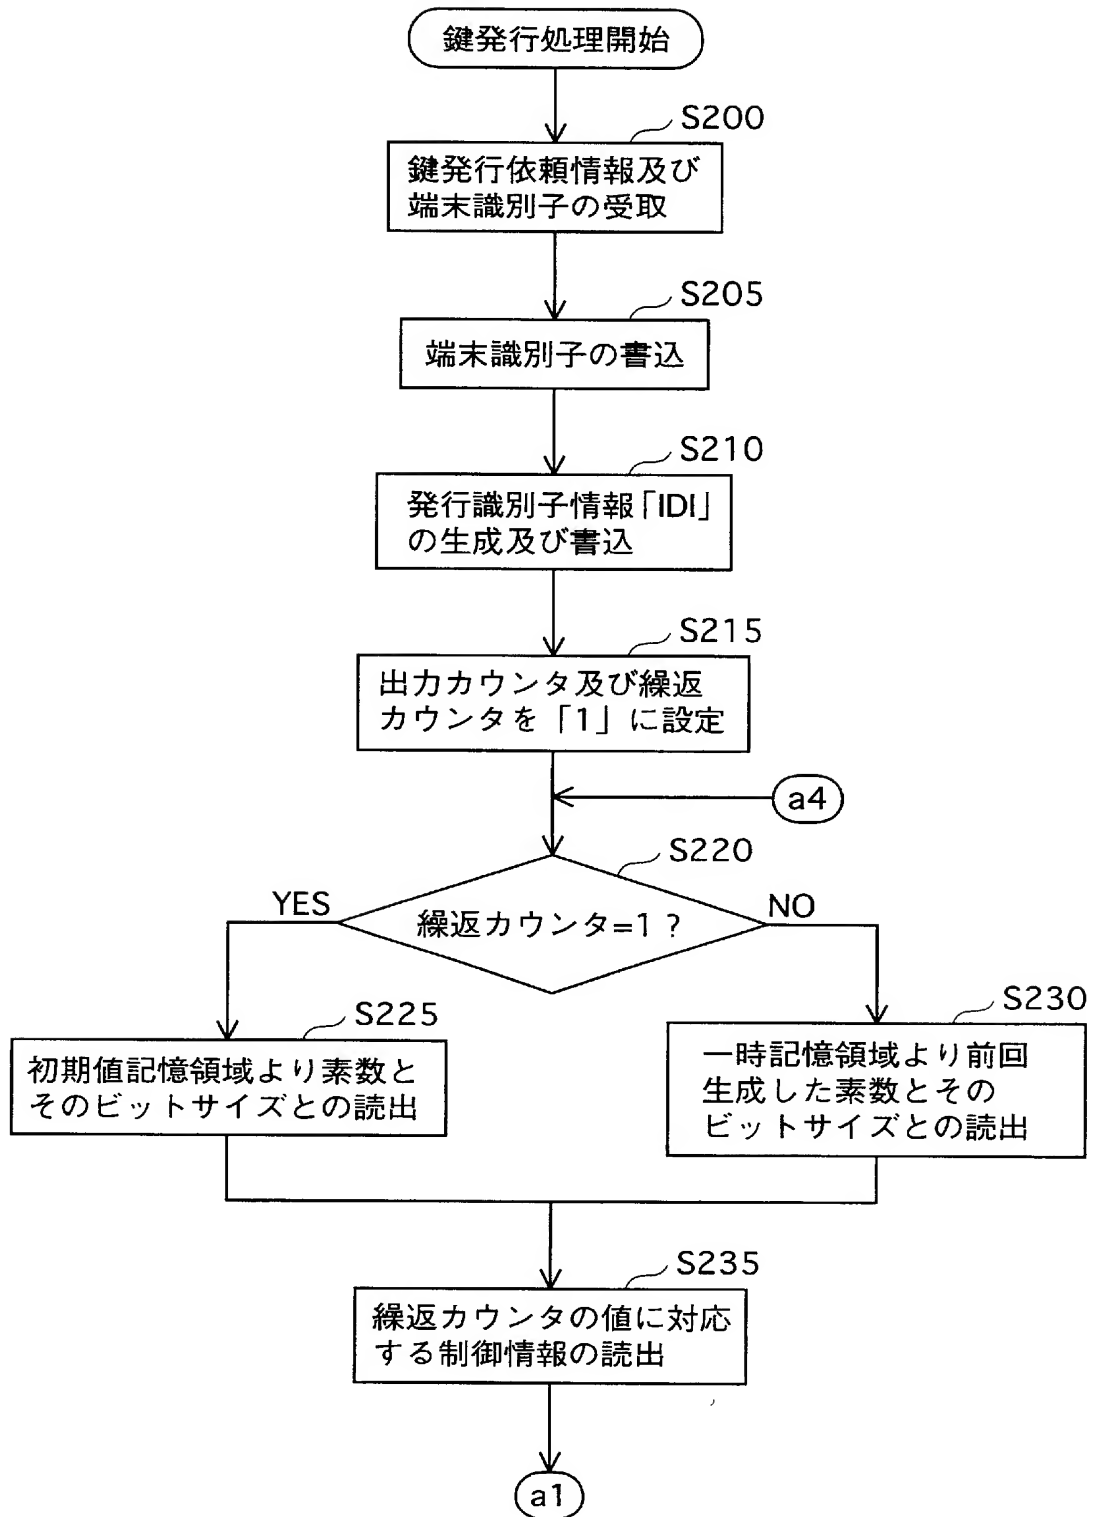 鍵発行処理開始
S200
鍵発行依頼情報及び
端末識別子の受取
S205
端末識別子の書込
S210
発行識別子情報「IDI」
の生成及び書込
S215
出力カウンタ及び繰返
カウンタを「1」に設定
a4
S220
YES
繰返カウンタ=1？
NO
S225
初期値記憶領域より素数と
そのビットサイズとの読出
S230
一時記憶領域より前回
生成した素数とその
ビットサイズとの読出
S235
繰返カウンタの値に対応
する制御情報の読出
a1